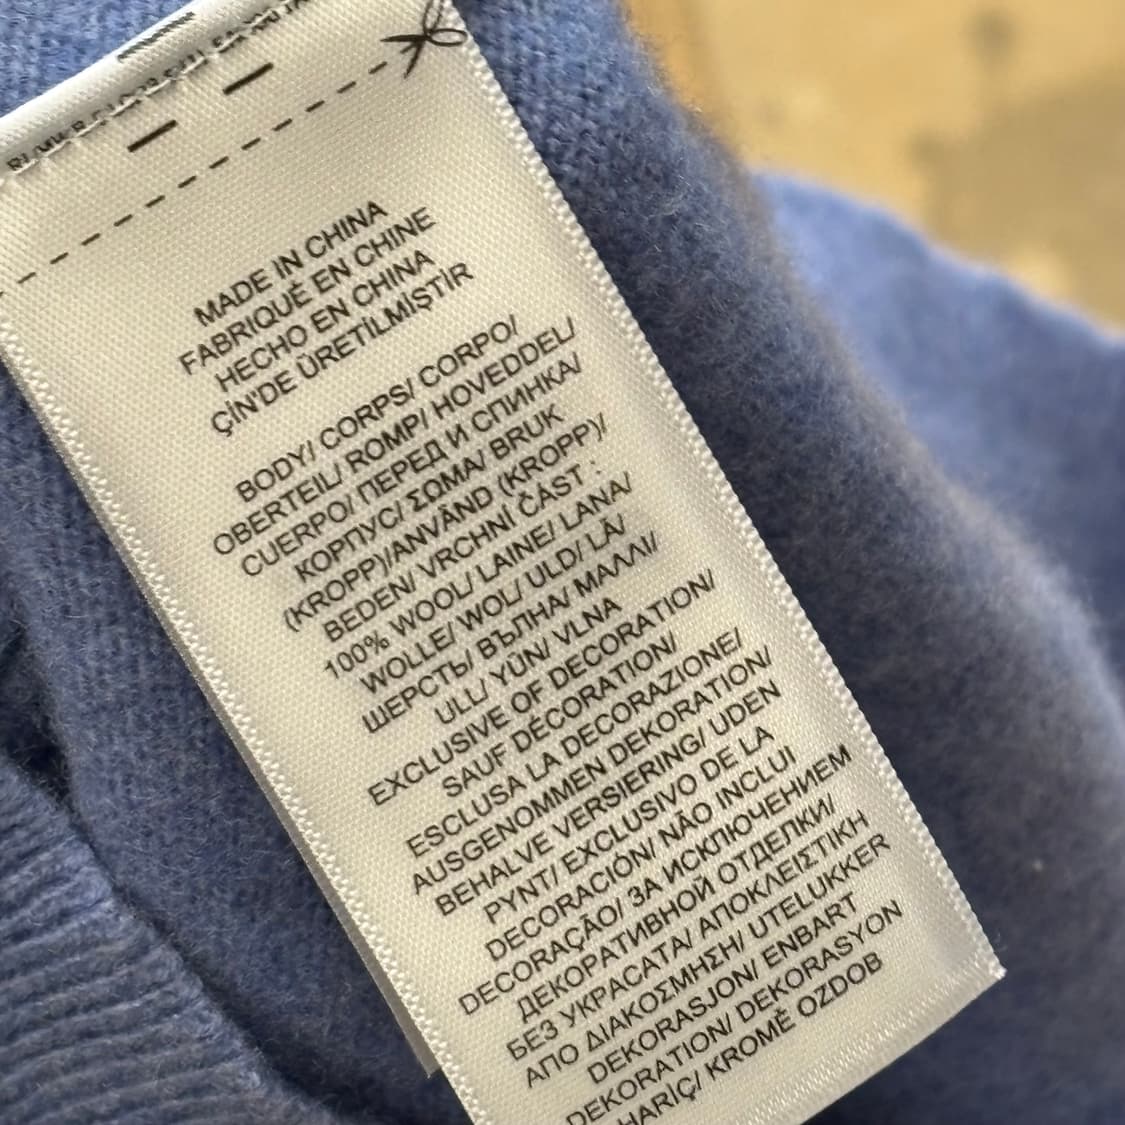 MADE IN CHINA
FABRIQUÉ EN CHINE
HECHO EN CHINA
ÇİN'DE ÜRETİLMİŞTİR
BODY/ CORPS/ CORPO/
OBERTEIL/ ROMP/ HOVEDDEL/
CUERPO/ ПЕРЕД И СПИНКА/
КОРПУС/ ΣΩΜΑ/ BRUK
(KROPP)/ANVÄND (KROPP)/
BEDEN/ VRCHNÍ ČÁST :
100% WOOL/ LAINE/ LANA/
WOLLE/ WOL/ ULD/ LÃ/
ШЕРСТЬ/ ВЪЛНА/ ΜΑΛΛΙ/
ULL/ YÜN/ VLNA
EXCLUSIVE OF DECORATION/
SAUF DÉCORATION/
ESCLUSA LA DECORAZIONE/
AUSGENOMMEN DEKORATION/
BEHALVE VERSIERING/ UDEN
PYNT/ EXCLUSIVO DE LA
DECORACIÓN/ NÃO INCLUI
DECORAÇÃO/ ЗА ИСКЛЮЧЕНИЕМ
ДЕКОРАТИВНОЙ ОТДЕЛКИ/
БЕЗ УКРАСАТА/ ΑΠΟΚΛΕΙΣΤΙΚΗ
ΑΠΟ ΔΙΑΚΟΣΜΗΣΗ/ UTELUKKER
DEKORASJON/ ENBART
DEKORATION/ DEKORASYON
HARİÇ/ KROMĚ OZDOB